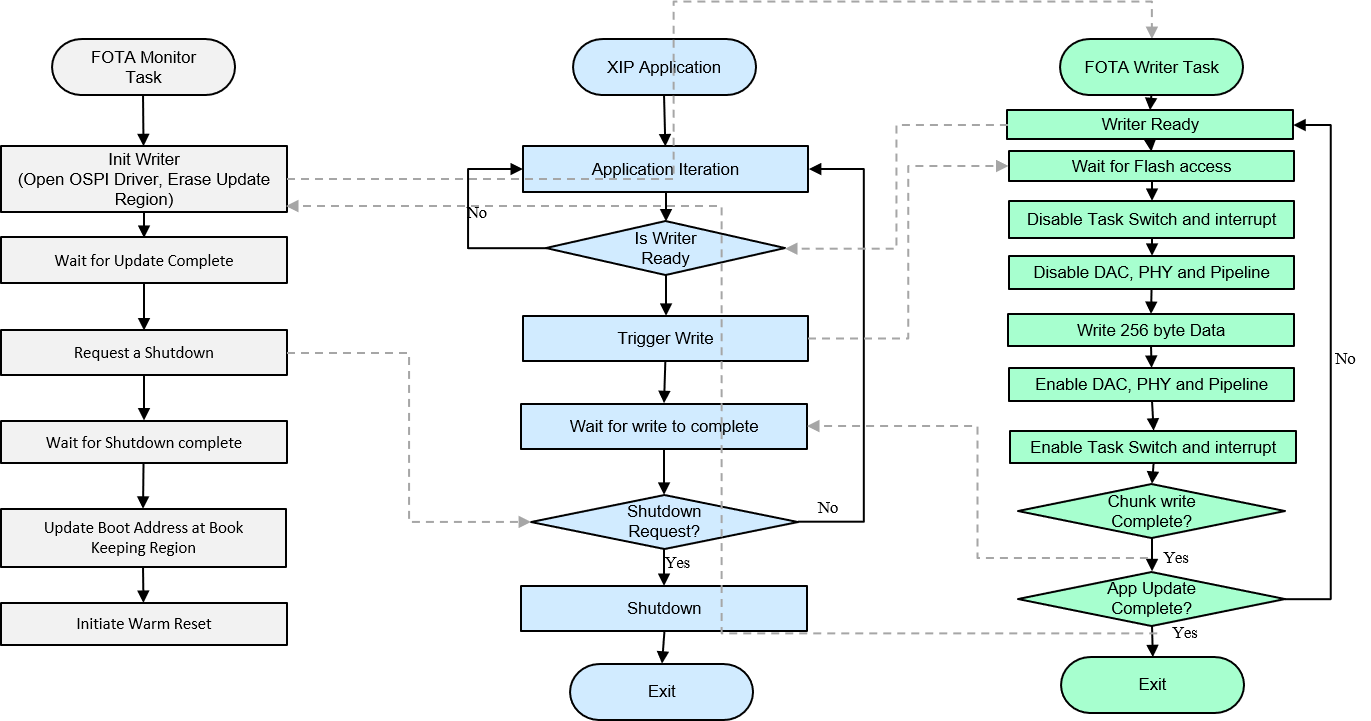 FOTA Monitor
Task
Init Writer
(Open OSPI Driver, Erase Update
Region)
Wait for Update Complete
Request a Shutdown
Wait for Shutdown complete
Update Boot Address at Book
Keeping Region
Initiate Warm Reset
XIP Application
Application Iteration
No
Is Writer
Ready
Trigger Write
Wait for write to complete
Shutdown
Request?
No
Yes
Shutdown
Exit
FOTA Writer Task
Writer Ready
Wait for Flash access
Disable Task Switch and interrupt
Disable DAC, PHY and Pipeline
Write 256 byte Data
Enable DAC, PHY and Pipeline
Enable Task Switch and interrupt
Chunk write
Complete?
Yes
App Update
Complete?
No
Yes
Exit